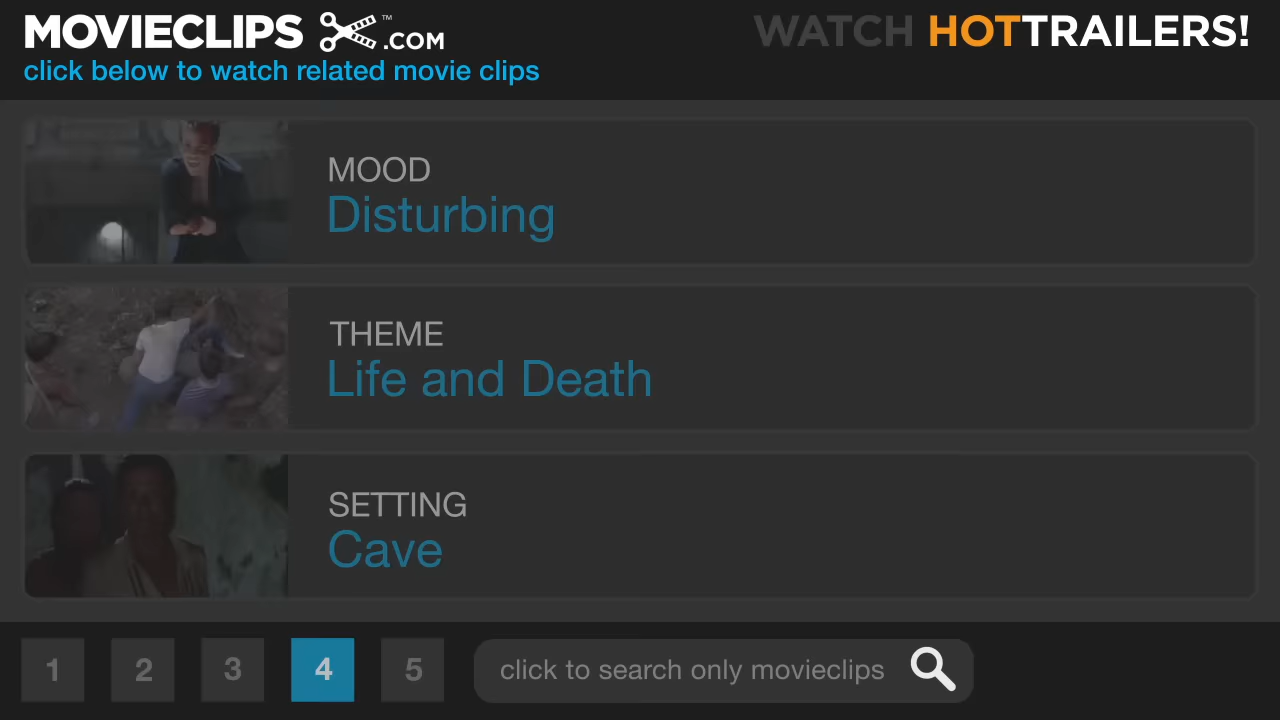 MOVIECLIPS ™ .COM
WATCH HOTTRAILERS!
click below to watch related movie clips
MOOD
Disturbing
THEME
Life and Death
SETTING
Cave
1 2 3 4 5
click to search only movieclips